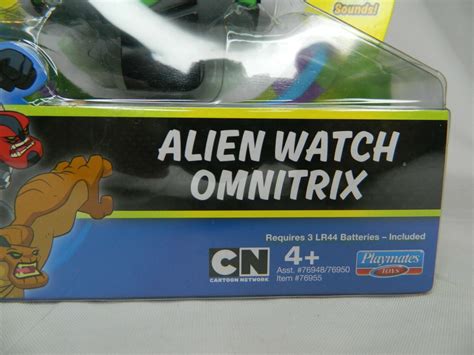 Sounds!
ALIEN WATCH
OMNITRIX
Requires 3 LR44 Batteries – Included
CN
CARTOON NETWORK
4+
Asst. #76948/76950
Item #76955
Playmates
TOYS